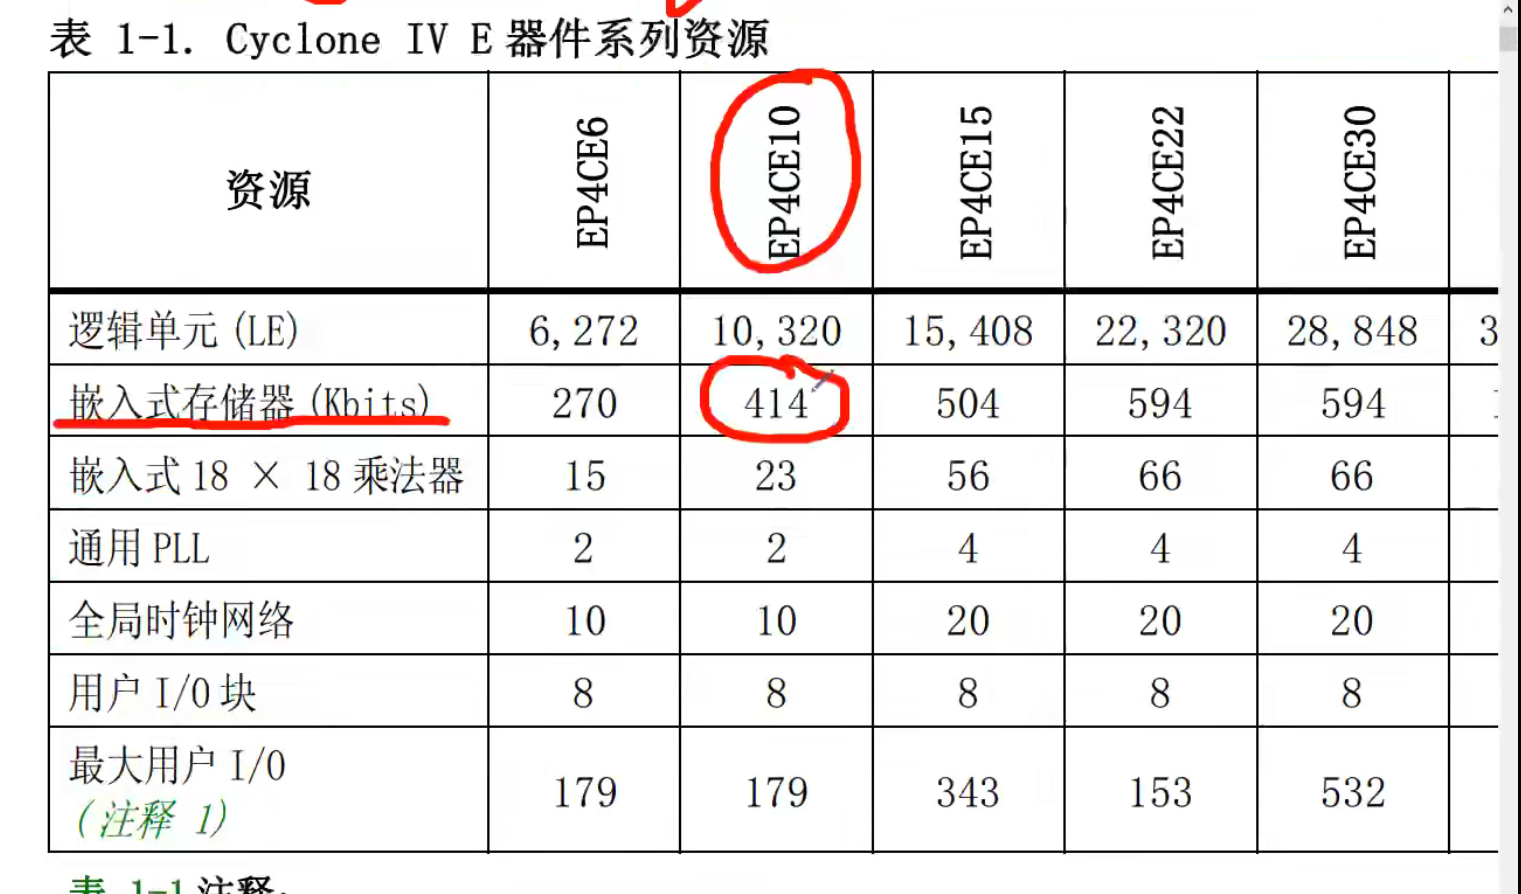 表 1-1. Cyclone IV E 器件系列资源
资源 EP4CE6 EP4CE10 EP4CE15 EP4CE22 EP4CE30
逻辑单元 (LE) 6,272 10,320 15,408 22,320 28,848 3
嵌入式存储器 (Kbits) 270 414 504 594 594
嵌入式 18 × 18 乘法器 15 23 56 66 66
通用 PLL 2 2 4 4 4
全局时钟网络 10 10 20 20 20
用户 I/O 块 8 8 8 8 8
最大用户 I/O 179 179 343 153 532
(注释 1)
表 1-1 注释: